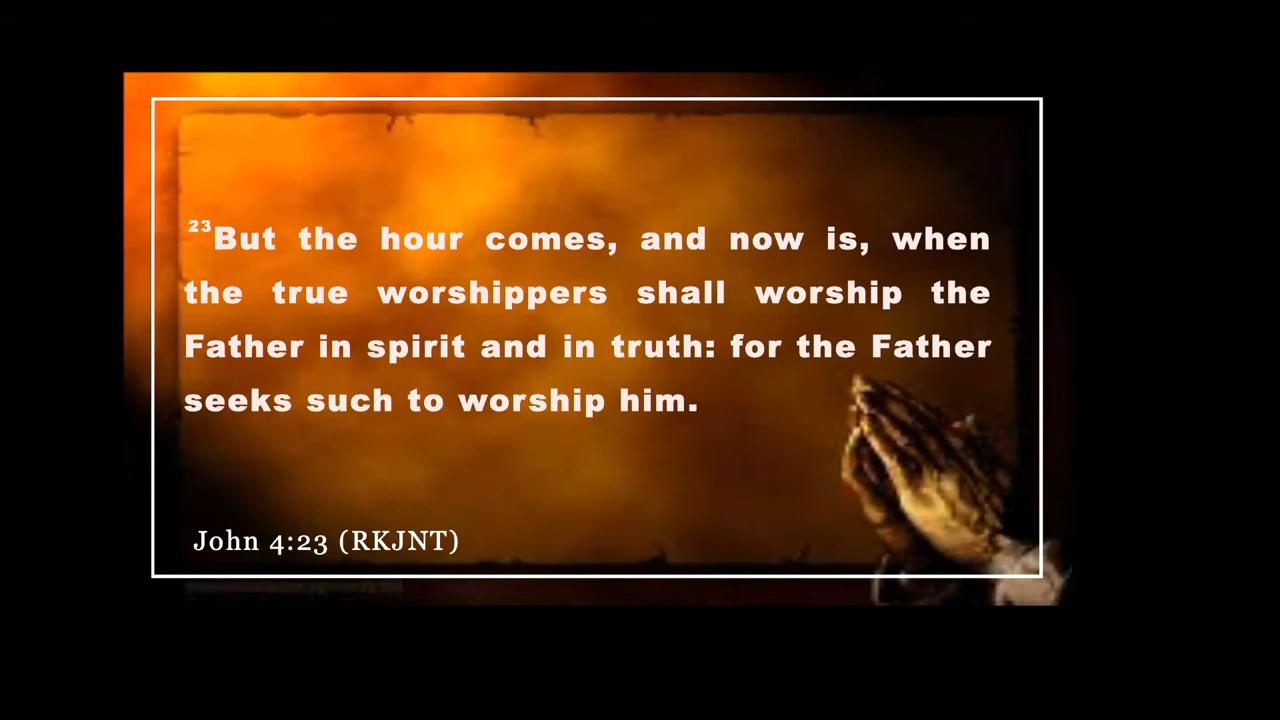 23But the hour comes, and now is, when
the true worshippers shall worship the
Father in spirit and in truth: for the Father
seeks such to worship him.
John 4:23 (RKJNT)